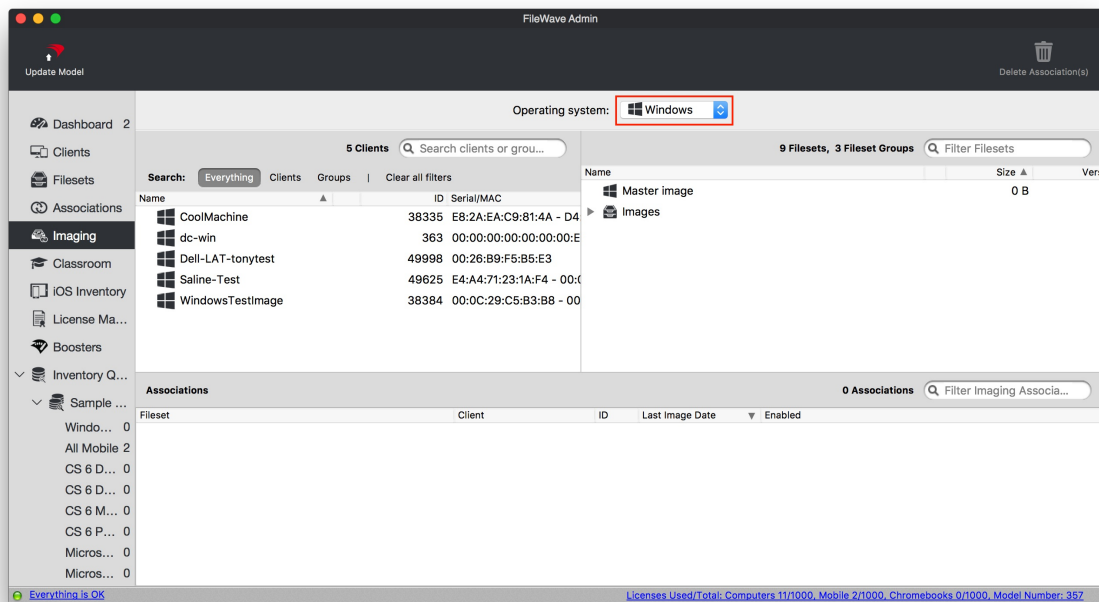 FileWave Admin
Update Model
Delete Association(s)
Operating system: Windows
Dashboard 2
Clients
Filesets
Associations
Imaging
Classroom
iOS Inventory
License Ma...
Boosters
Inventory Q...
Sample ...
Windo... 0
All Mobile 2
CS 6 D... 0
CS 6 D... 0
CS 6 M... 0
CS 6 P... 0
Micros... 0
Micros... 0
5 Clients Search clients or grou...
Search: Everything Clients Groups | Clear all filters
Name ID Serial/MAC
CoolMachine 38335 E8:2A:EA:C9:81:4A - D4
dc-win 363 00:00:00:00:00:00:00:E
Dell-LAT-tonytest 49998 00:26:B9:F5:B5:E3
Saline-Test 49625 E4:A4:71:23:1A:F4 - 00:0
WindowsTestImage 38384 00:0C:29:C5:B3:B8 - 00
9 Filesets, 3 Fileset Groups Filter Filesets
Name Size Vers
Master image 0 B
Images
Associations 0 Associations Filter Imaging Associa...
Fileset Client ID Last Image Date Enabled
Everything is OK Licenses Used/Total: Computers 11/1000, Mobile 2/1000, Chromebooks 0/1000, Model Number: 357